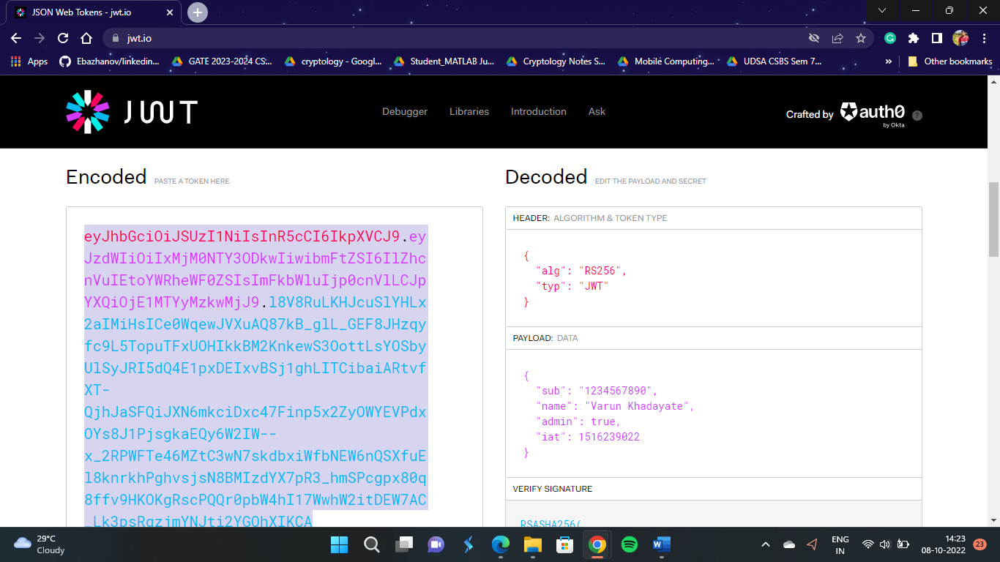 JSON Web Tokens - jwt.io
jwt.io
Apps
Ebazhanov/linkedin...
GATE 2023-2024 CS:...
cryptology - Googl...
Student_MATLAB Ju...
Cryptology Notes S...
Mobile Computing...
UDSA CSBS Sem 7...
»
Other bookmarks
JWT
Debugger
Libraries
Introduction
Ask
Crafted by
auth0
by Okta
?
Encoded PASTE A TOKEN HERE
eyJhbGciOiJSUzI1NiIsInR5cCI6IkpXVCJ9.ey
JzdWIiOiIxMjM0NTY3ODkwIiwibmFtZSI6IlZhc
nVuIEtoYWRheWF0ZSIsImFkbWluIjp0cnVlLCJp
YXQiOjE1MTYyMzkwMjJ9.l8V8RuLKHJcuSlYHLx
2aIMiHsICe0WqewJVXuAQ87kB_glL_GEF8JHzqy
fc9L5TopuTFxUOHIkkBM2KnkewS3OottLsYOSby
UlSyJRI5dQ4E1pxDEIxvBSj1ghLITCibaiARtvf
XT-
QjhJaSFQiJXN6mkciDxc47Finp5x2ZyOWYEVPdx
OYs8J1PjsgkaEQy6W2IW--
x_2RPWFTe46MZtC3wN7skdbxiWfbNEW6nQSXfuE
l8knrkhPghvsjsN8BMIzdYX7pR3_hmSPcgpx80q
8ffv9HKOKgRscPQQr0pbW4hI17WwhW2itDEW7AC
_Lk3psRqzjmYNJti2YGOhXIKCA
Decoded EDIT THE PAYLOAD AND SECRET
HEADER: ALGORITHM & TOKEN TYPE
{
"alg": "RS256",
"typ": "JWT"
}
PAYLOAD: DATA
{
"sub": "1234567890",
"name": "Varun Khadayate",
"admin": true,
"iat": 1516239022
}
VERIFY SIGNATURE
RSASHA256(
29°C
Cloudy
ENG
IN
14:23
08-10-2022
23